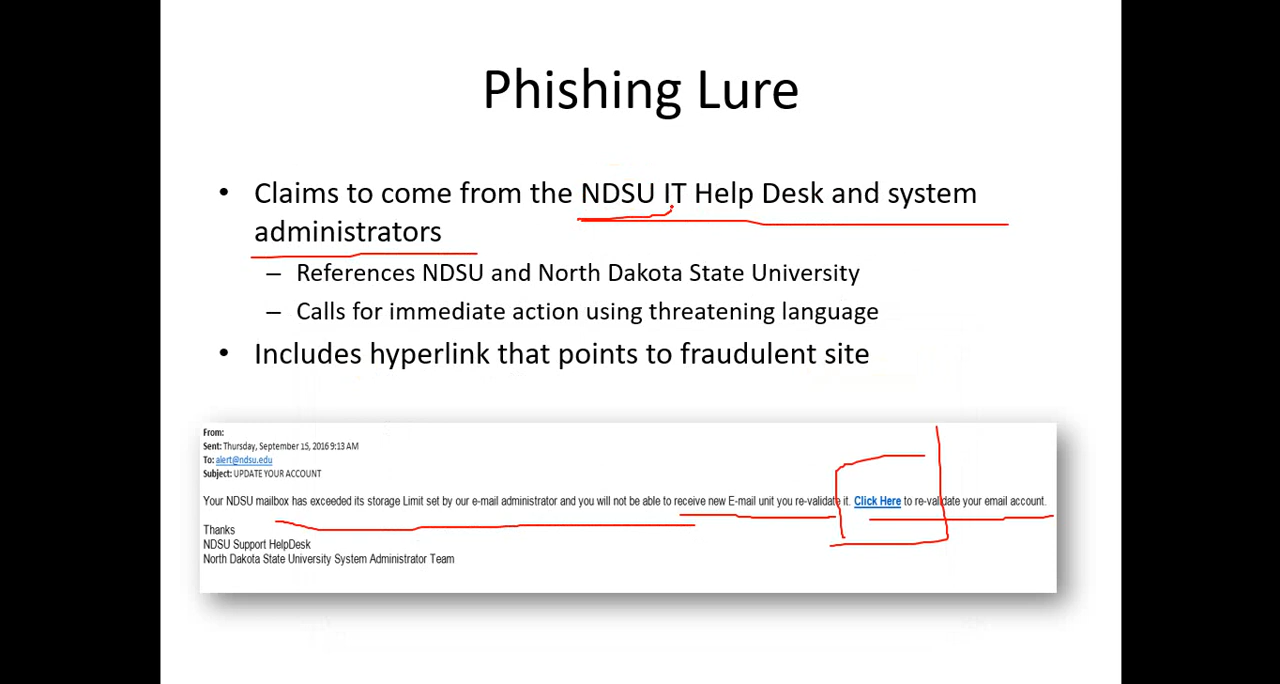 Phishing Lure
• Claims to come from the NDSU IT Help Desk and system
administrators
– References NDSU and North Dakota State University
– Calls for immediate action using threatening language
• Includes hyperlink that points to fraudulent site
From:
Sent: Thursday, September 15, 2016 9:13 AM
To: alert@ndsu.edu
Subject: UPDATE YOUR ACCOUNT
Your NDSU mailbox has exceeded its storage Limit set by our e-mail administrator and you will not be able to receive new E-mail unit you re-validate it. Click Here to re-validate your email account.
Thanks
NDSU Support HelpDesk
North Dakota State University System Administrator Team